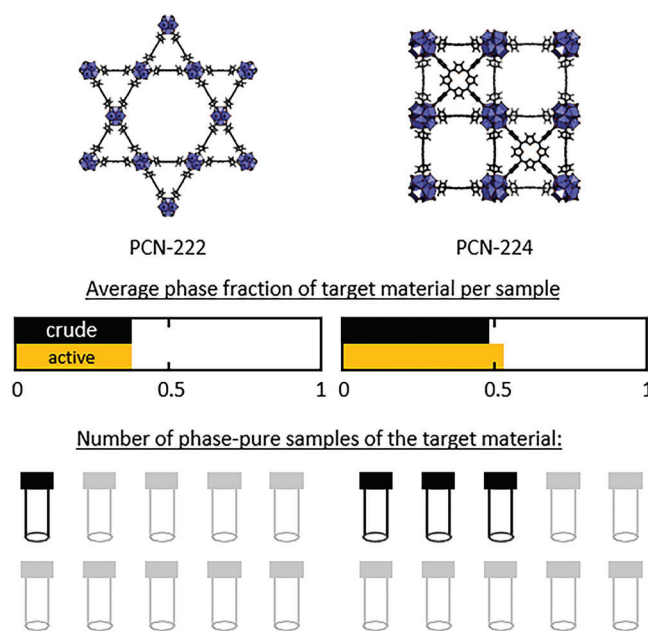 PCN-222 PCN-224
Average phase fraction of target material per sample
crude
active
0 0.5 1 0 0.5 1
Number of phase-pure samples of the target material: